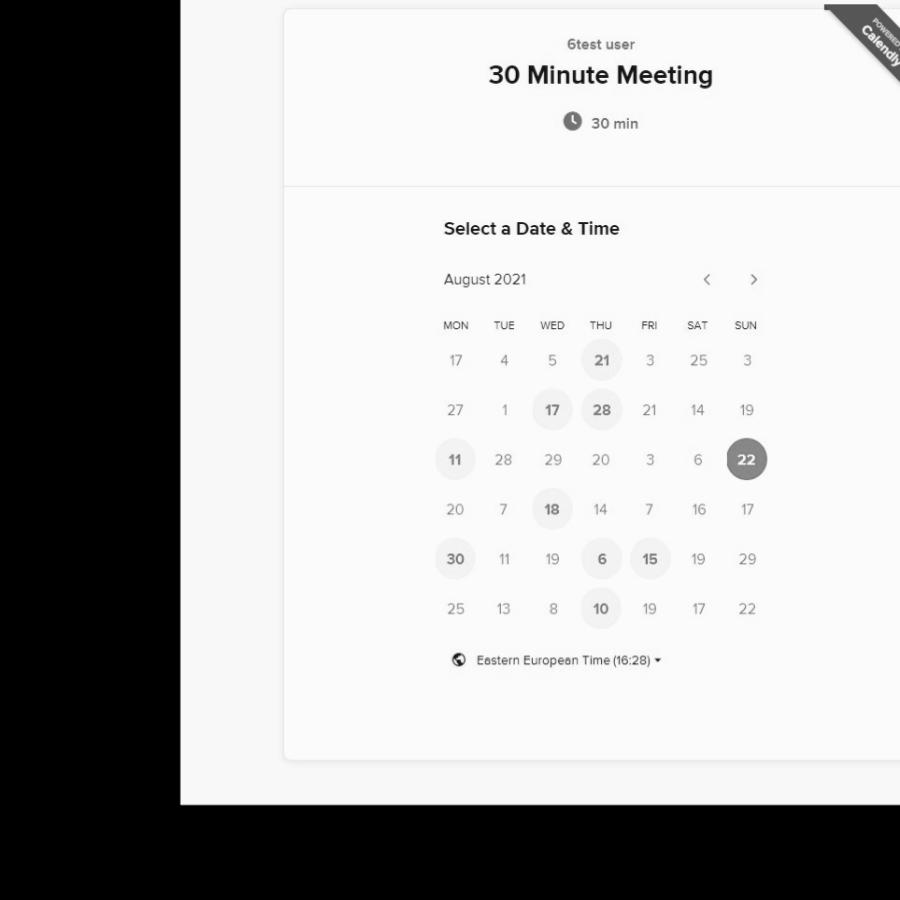 6test user
POWERED
Calendly
30 Minute Meeting
30 min
Select a Date & Time
August 2021
MON TUE WED THU FRI SAT SUN
17 4 5 21 3 25 3
27 1 17 28 21 14 19
11 28 29 20 3 6 22
20 7 18 14 7 16 17
30 11 19 6 15 19 29
25 13 8 10 19 17 22
Eastern European Time (16:28)